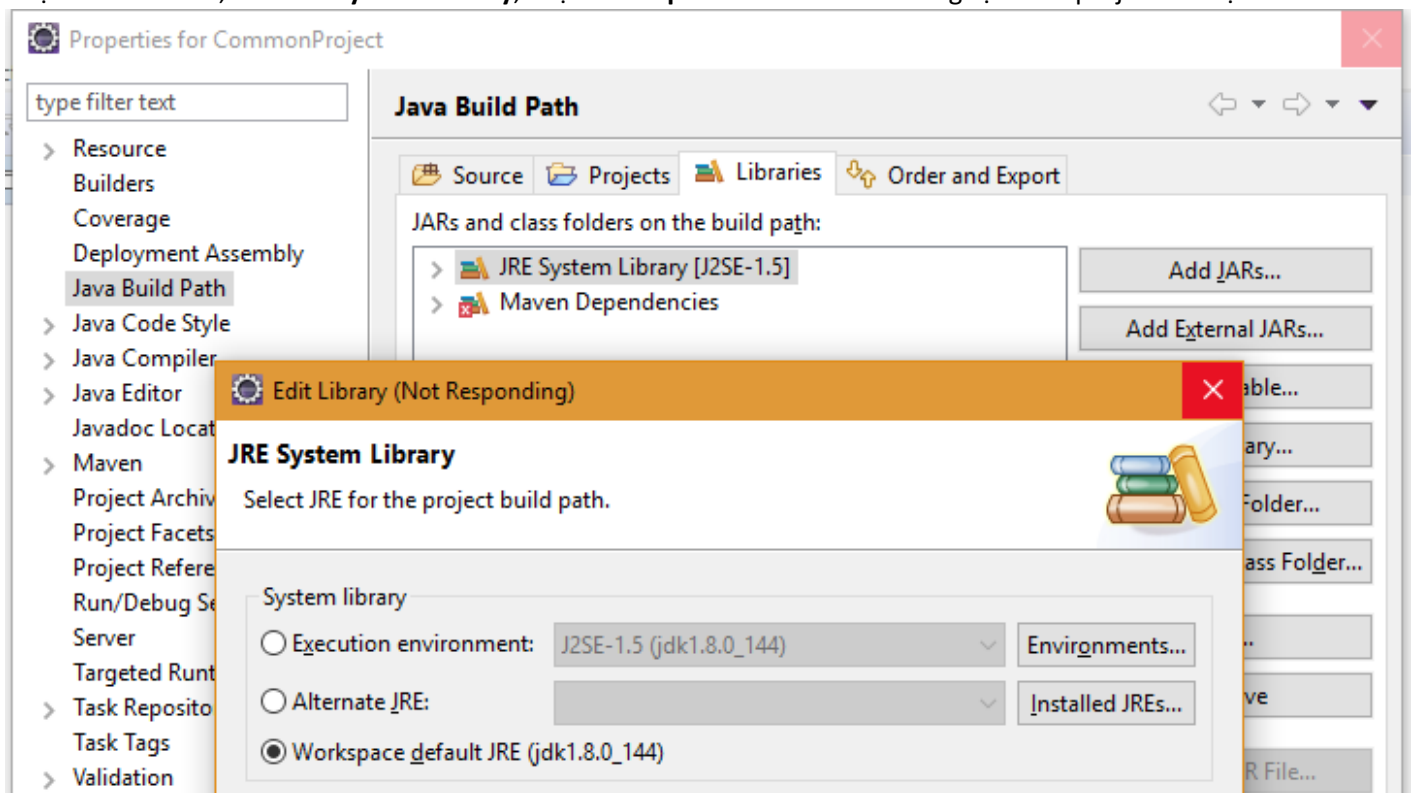 Properties for CommonProject
type filter text
Resource
Builders
Coverage
Deployment Assembly
Java Build Path
Java Code Style
Java Compiler
Java Editor
Javadoc Locat
Maven
Project Archiv
Project Facets
Project Refere
Run/Debug Se
Server
Targeted Runt
Task Reposito
Task Tags
Validation
Java Build Path
Source Projects Libraries Order and Export
JARs and class folders on the build path:
JRE System Library [J2SE-1.5]
Maven Dependencies
Add JARs...
Add External JARs...
able...
ary...
Folder...
ass Folder...
..
ve
R File...
Edit Library (Not Responding)
JRE System Library
Select JRE for the project build path.
System library
Execution environment: J2SE-1.5 (jdk1.8.0_144) Environments...
Alternate JRE: Installed JREs...
Workspace default JRE (jdk1.8.0_144)